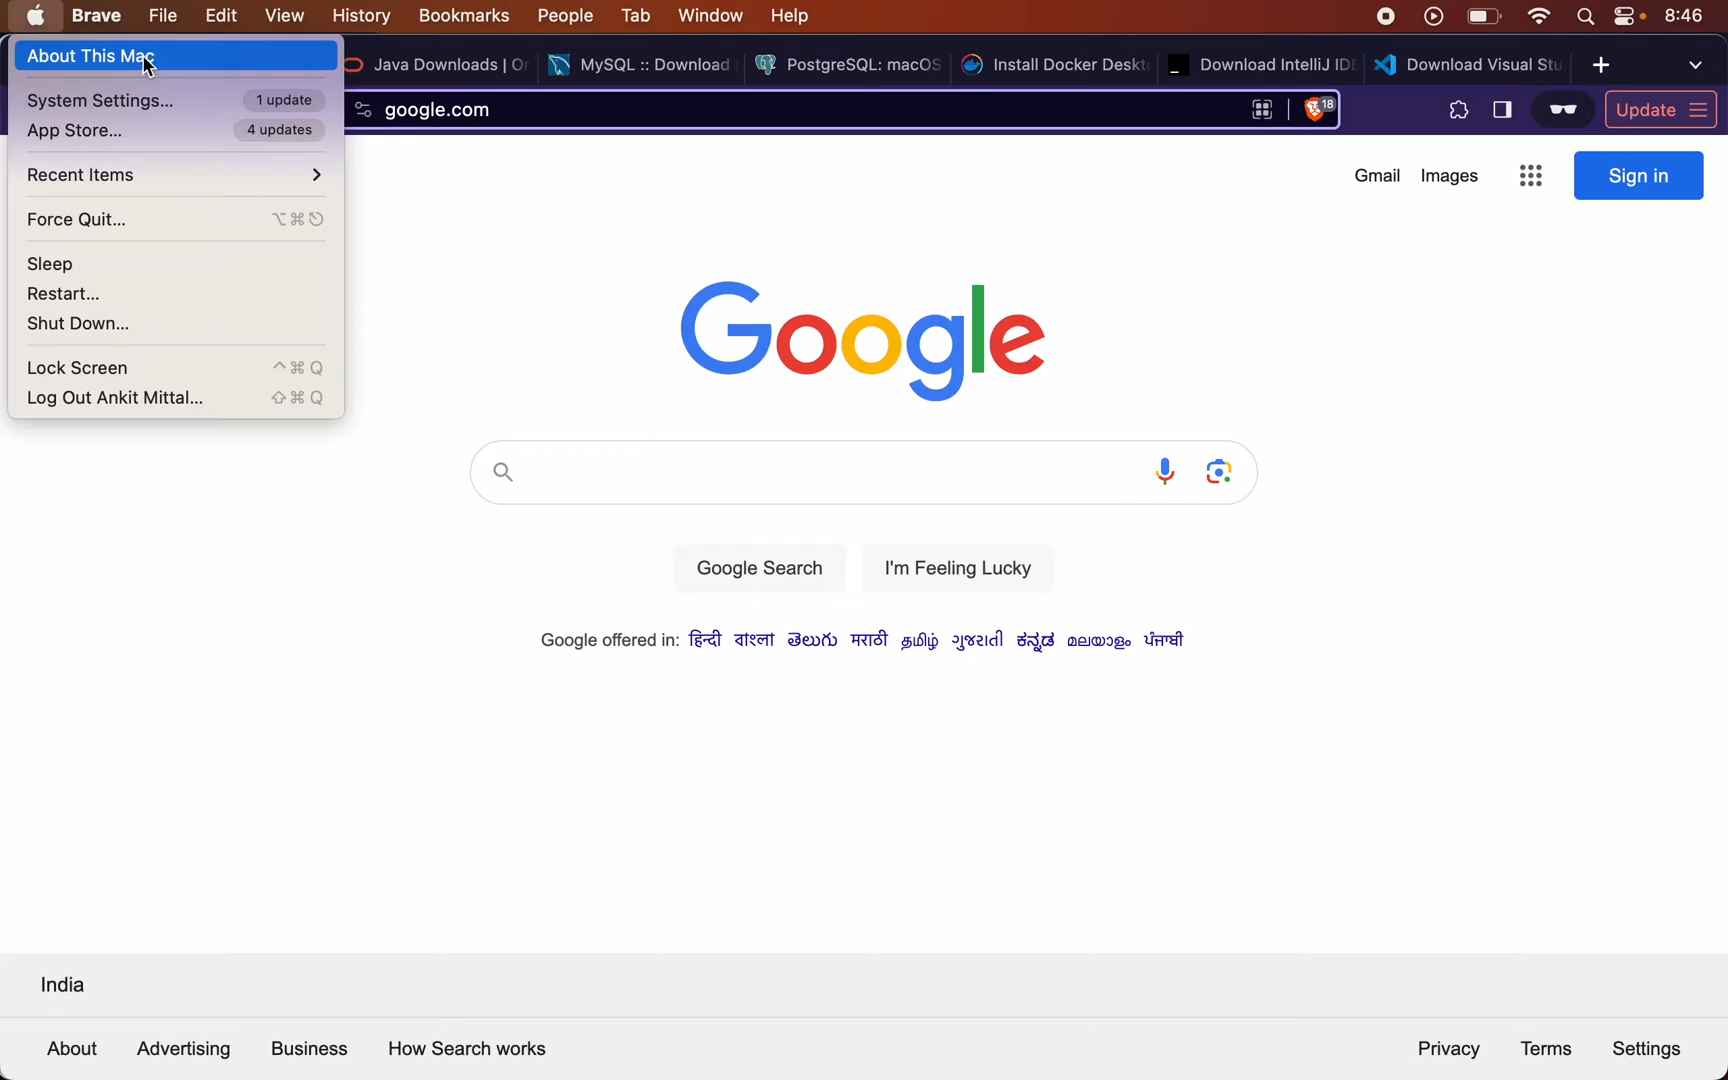 Brave File Edit View History Bookmarks People Tab Window Help 8:46
About This Mac
Java Downloads | Or MySQL :: Download PostgreSQL: macOS Install Docker Deskt Download IntelliJ IDE Download Visual Stu
System Settings... 1 update
google.com 18 Update
App Store... 4 updates
Recent Items
Gmail Images Sign in
Force Quit... ⌥⌘⎋
Sleep
Restart...
Shut Down...
Google
Lock Screen ^⌘Q
Log Out Ankit Mittal... ⇧⌘Q
Google Search I'm Feeling Lucky
Google offered in: हिन्दी বাংলা తెలుగు मराठी தமிழ் ગુજરાતી ಕನ್ನಡ മലയാളം ਪੰਜਾਬੀ
India
About Advertising Business How Search works Privacy Terms Settings